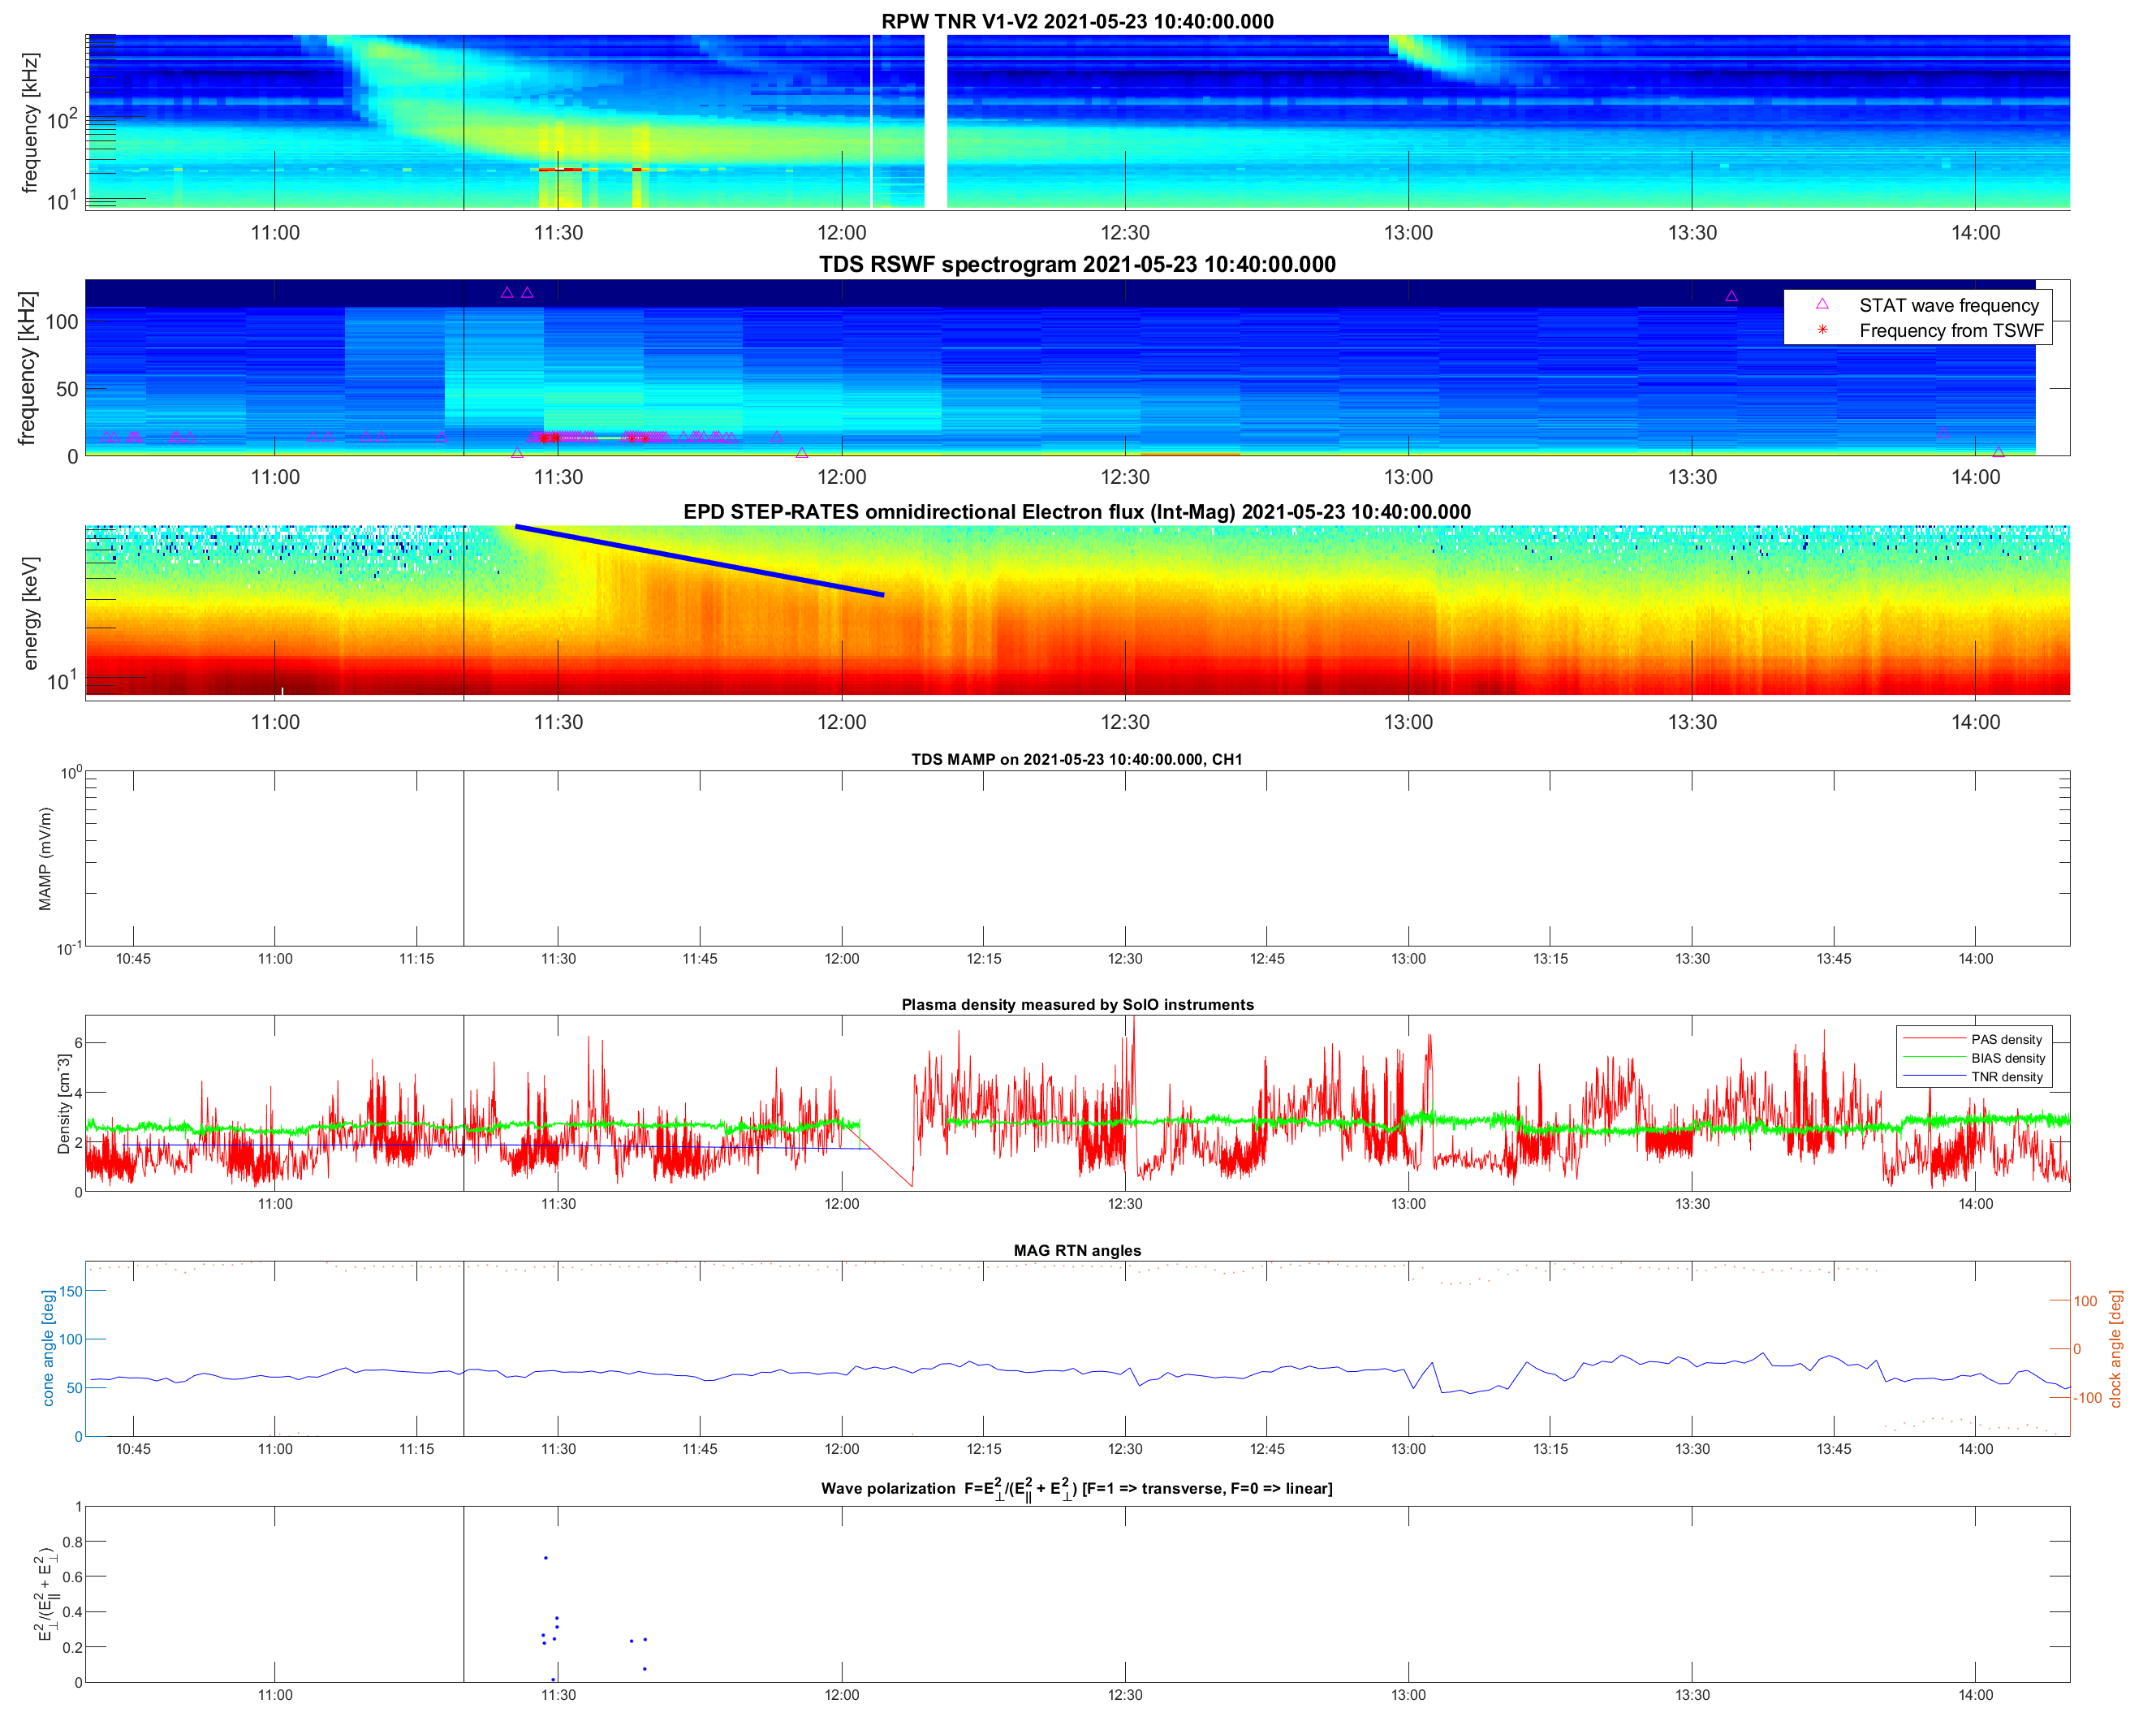 RPW TNR V1-V2 2021-05-23 10:40:00.000
frequency [kHz]
10^2
10^1
11:00 11:30 12:00 12:30 13:00 13:30 14:00
TDS RSWF spectrogram 2021-05-23 10:40:00.000
frequency [kHz]
100
50
0
STAT wave frequency
Frequency from TSWF
11:00 11:30 12:00 12:30 13:00 13:30 14:00
EPD STEP-RATES omnidirectional Electron flux (Int-Mag) 2021-05-23 10:40:00.000
energy [keV]
10^1
11:00 11:30 12:00 12:30 13:00 13:30 14:00
TDS MAMP on 2021-05-23 10:40:00.000, CH1
MAMP (mV/m)
10^0
10^-1
10:45 11:00 11:15 11:30 11:45 12:00 12:15 12:30 12:45 13:00 13:15 13:30 13:45 14:00
Plasma density measured by SolO instruments
Density [cm^-3]
6
4
2
0
PAS density
BIAS density
TNR density
11:00 11:30 12:00 12:30 13:00 13:30 14:00
MAG RTN angles
cone angle [deg]
150
100
50
0
clock angle [deg]
100
0
-100
10:45 11:00 11:15 11:30 11:45 12:00 12:15 12:30 12:45 13:00 13:15 13:30 13:45 14:00
Wave polarization F=E⊥^2/(E∥^2 + E⊥^2) [F=1 => transverse, F=0 => linear]
E⊥^2/(E∥^2 + E⊥^2)
1
0.8
0.6
0.4
0.2
0
11:00 11:30 12:00 12:30 13:00 13:30 14:00